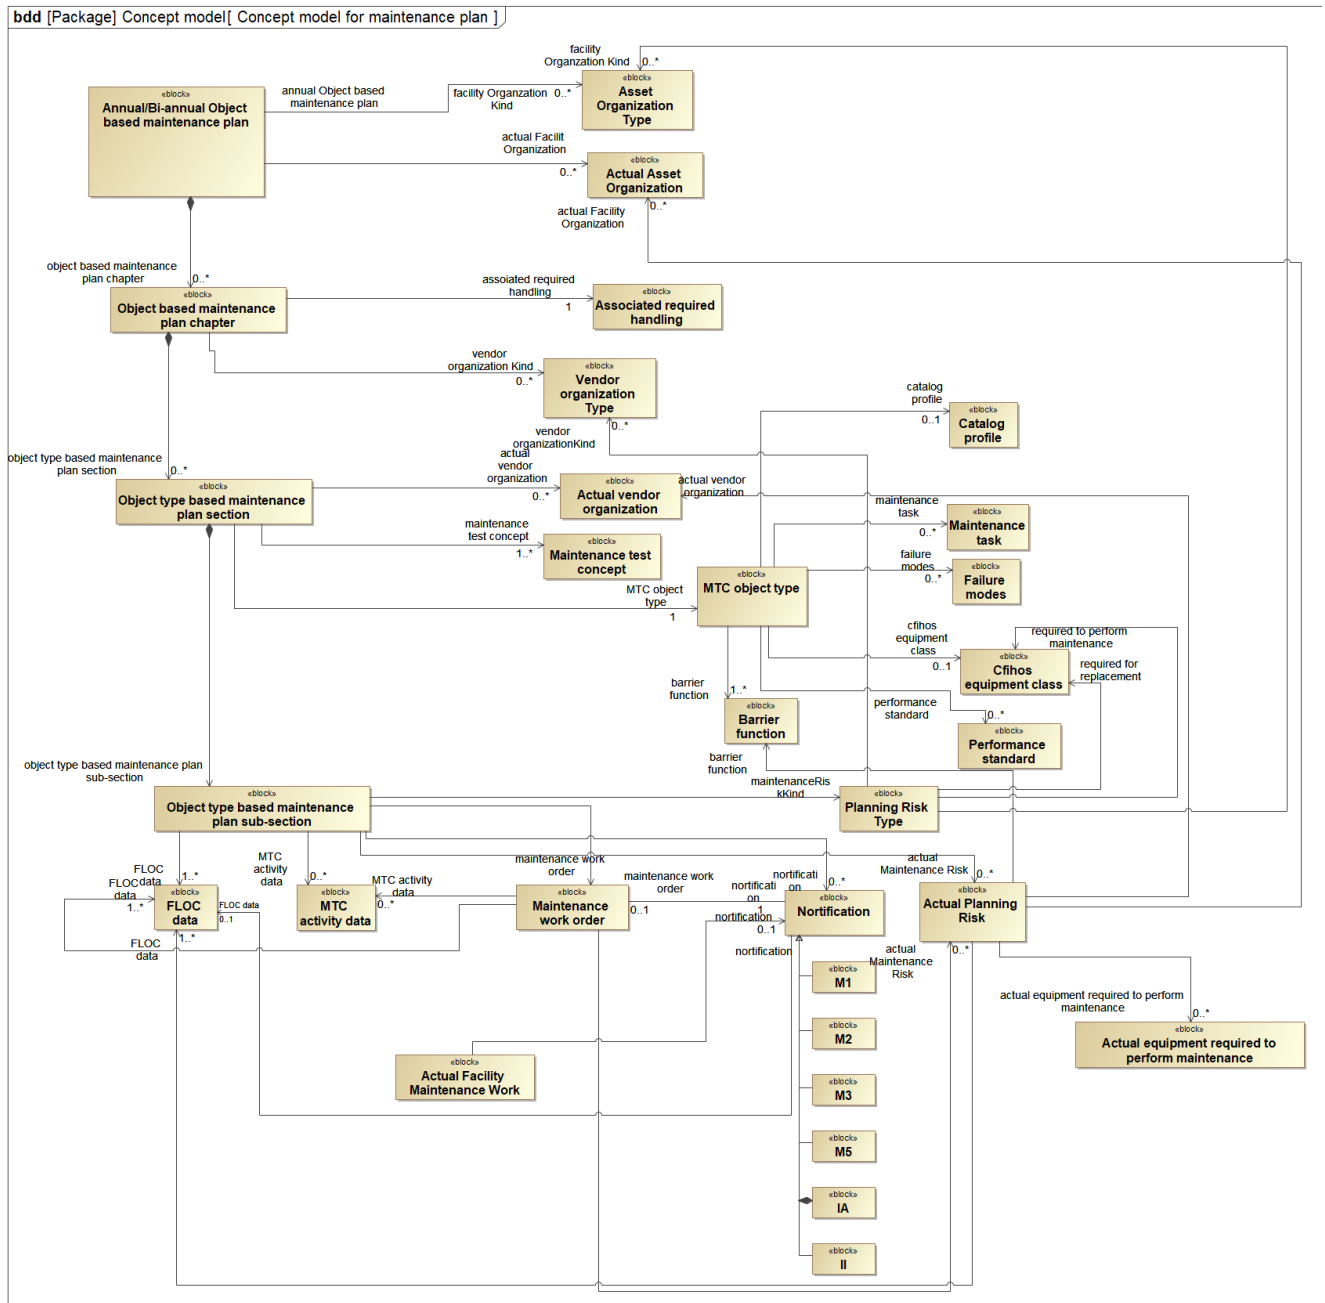 bdd [Package] Concept model[ Concept model for maintenance plan ]
facility
Organzation Kind
0..*
«block»
Asset
Organization
Type
annual Object based
maintenance plan
facility Organzation
Kind
0..*
«block»
Annual/Bi-annual Object
based maintenance plan
actual Facilit
Organization
0..*
«block»
Actual Asset
Organization
actual Facility
Organization
0..*
object based maintenance
plan chapter
0..*
«block»
Object based maintenance
plan chapter
assoiated required
handling
1
«block»
Associated required
handling
vendor
organization Kind
0..*
«block»
Vendor
organization
Type
0..*
vendor
organizationKind
catalog
profile
0..1
«block»
Catalog
profile
object type based maintenance
plan section
0..*
«block»
Object type based maintenance
plan section
actual
vendor
organization
0..*
«block»
Actual vendor
organization
actual vendor
organization
maintenance
test concept
1..*
«block»
Maintenance test
concept
maintenance
task
0..*
«block»
Maintenance
task
failure
modes
0..*
«block»
Failure
modes
MTC object
type
1
«block»
MTC object type
cfihos
equipment
class
0..1
required to perform
maintenance
«block»
Cfihos
equipment class
required for
replacement
barrier
function
1..*
«block»
Barrier
function
performance
standard
0..*
«block»
Performance
standard
barrier
function
object type based maintenance plan
sub-section
«block»
Object type based maintenance
plan sub-section
maintenanceRis
kKind
«block»
Planning Risk
Type
FLOC
data
1..*
FLOC
data
1..*
«block»
FLOC
data
FLOC data
0..1
1..*
FLOC
data
MTC
activity
data
0..*
«block»
MTC
activity data
MTC activity
data
0..*
maintenance work
order
«block»
Maintenance
work order
maintenance work
order
0..1
nortificati
on
1
nortificati
on
0..*
«block»
Nortification
nortification
0..1
nortification
actual
Maintenance Risk
0..*
«block»
Actual Planning
Risk
actual
Maintenance
Risk
0..*
«block»
M1
«block»
M2
«block»
M3
«block»
M5
«block»
IA
«block»
II
actual equipment required to perform
maintenance
0..*
«block»
Actual equipment required to
perform maintenance
«block»
Actual Facility
Maintenance Work